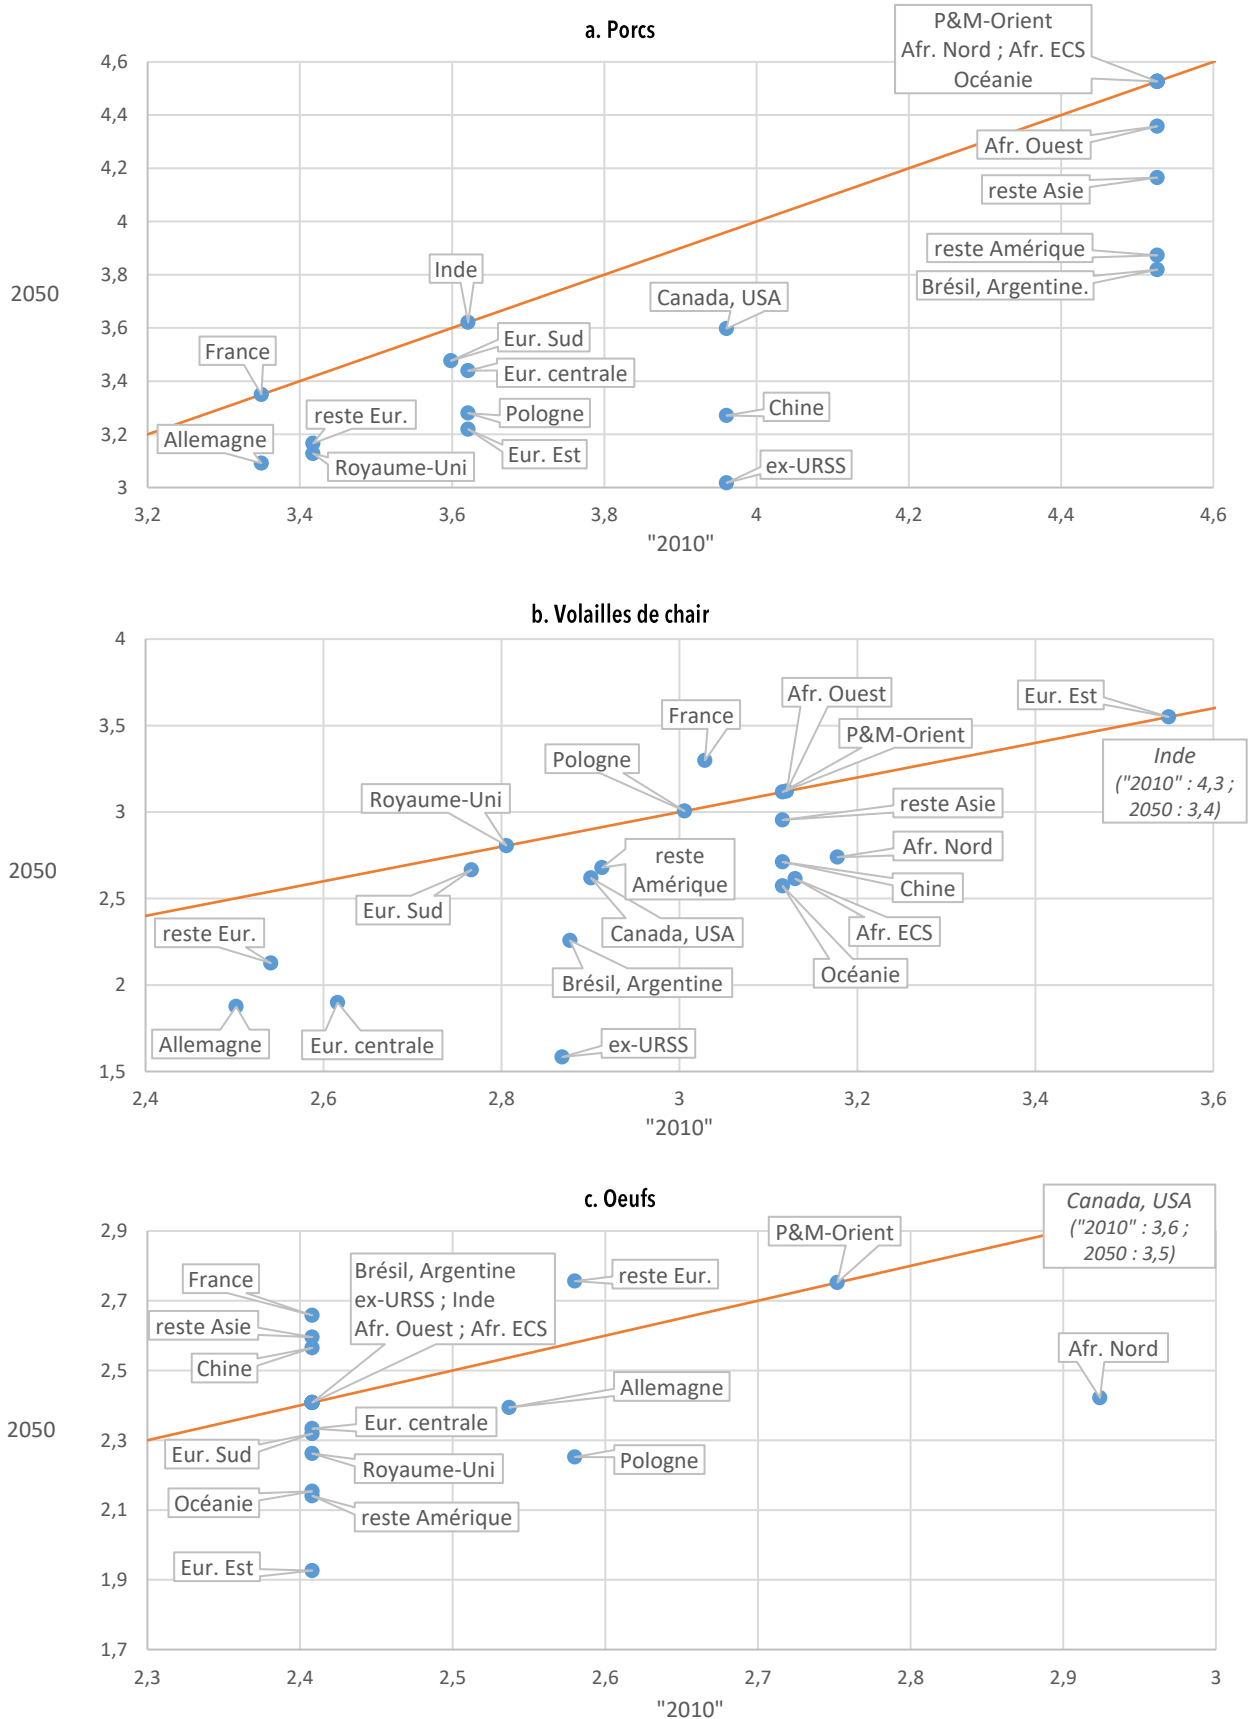 a. Porcs
P&M-Orient
Afr. Nord ; Afr. ECS
Océanie
4,6
4,4
Afr. Ouest
4,2
reste Asie
4
reste Amérique
Inde
3,8
Brésil, Argentine.
2050
Canada, USA
3,6
Eur. Sud
France
Eur. centrale
3,4
reste Eur.
Pologne
Chine
Allemagne
3,2
Eur. Est
Royaume-Uni
ex-URSS
3
3,2
3,4
3,6
3,8
4
4,2
4,4
4,6
"2010"
b. Volailles de chair
4
Afr. Ouest
Eur. Est
France
3,5
P&M-Orient
Pologne
Inde
("2010" : 4,3 ;
2050 : 3,4)
Royaume-Uni
reste Asie
3
Afr. Nord
reste
Amérique
2050
Chine
2,5
Eur. Sud
reste Eur.
Canada, USA
Afr. ECS
Océanie
Brésil, Argentine
2
Allemagne
Eur. centrale
ex-URSS
1,5
2,4
2,6
2,8
3
3,2
3,4
3,6
"2010"
c. Oeufs
Canada, USA
("2010" : 3,6 ;
2050 : 3,5)
2,9
P&M-Orient
Brésil, Argentine
ex-URSS ; Inde
Afr. Ouest ; Afr. ECS
reste Eur.
France
2,7
reste Asie
Chine
Afr. Nord
2,5
Allemagne
Eur. centrale
2050
2,3
Eur. Sud
Royaume-Uni
Pologne
Océanie
reste Amérique
2,1
Eur. Est
1,9
1,7
2,3
2,4
2,5
2,6
2,7
2,8
2,9
3
"2010"